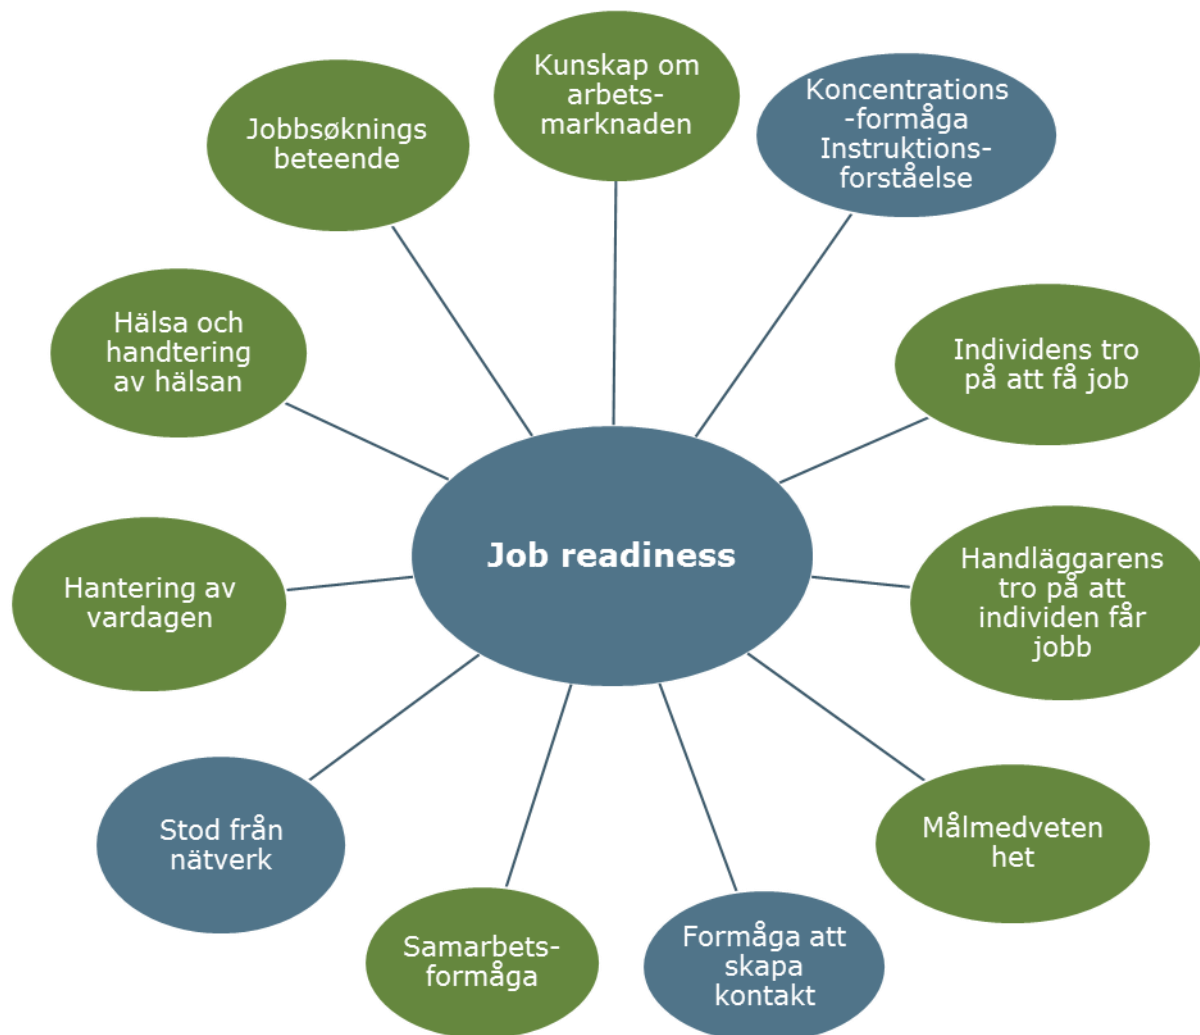 Kunskap om
arbets-
marknaden
Koncentrations
-formåga
Instruktions-
forståelse
Jobbsøknings
beteende
Individens tro
på att få job
Hälsa och
handtering
av hälsan
Job readiness
Handläggarens
tro på att
individen får
jobb
Hantering av
vardagen
Målmedveten
het
Stod från
nätverk
Formåga att
skapa
kontakt
Samarbets-
formåga